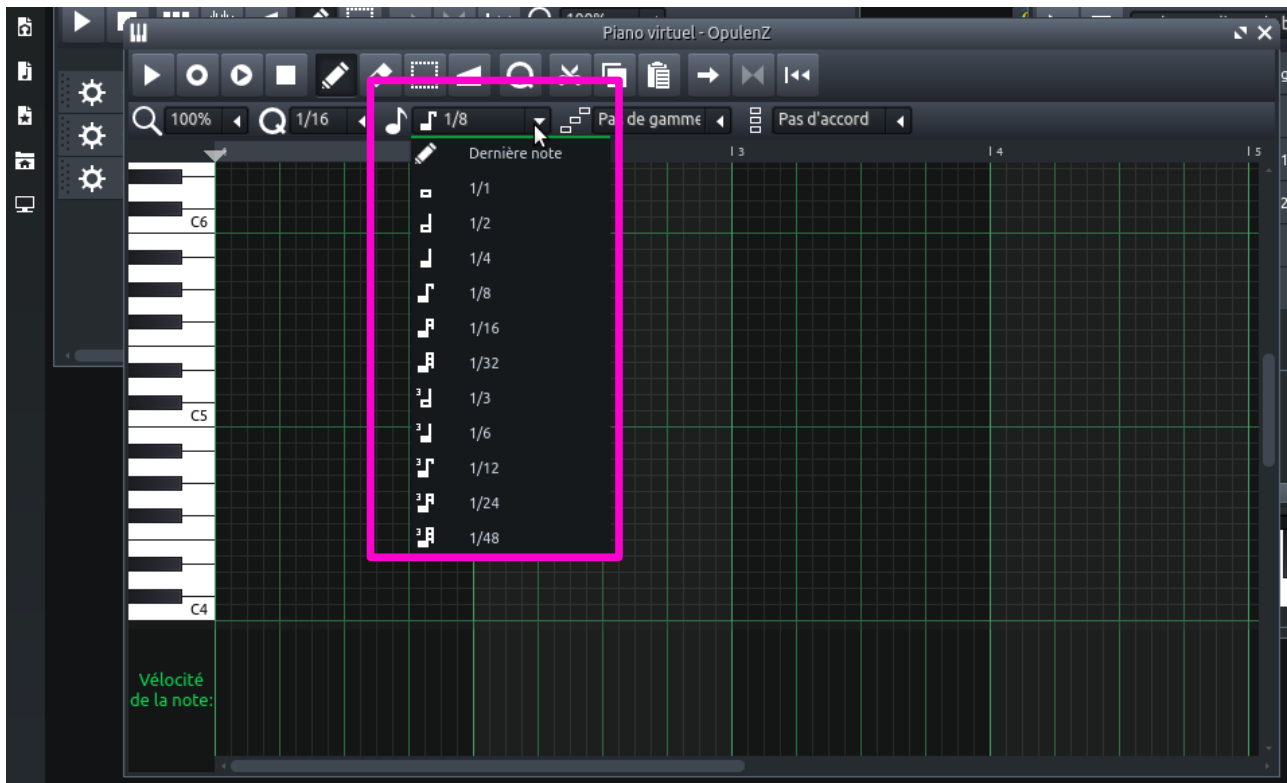 100%
Piano virtuel - OpulenZ
100% 1/16 1/8 Pas de gamme Pas d'accord
Dernière note
3 4 5
1/1
1/2
1/4
1/8
1/16
1/32
1/3
1/6
1/12
1/24
1/48
C6
C5
C4
Vélocité
de la note: